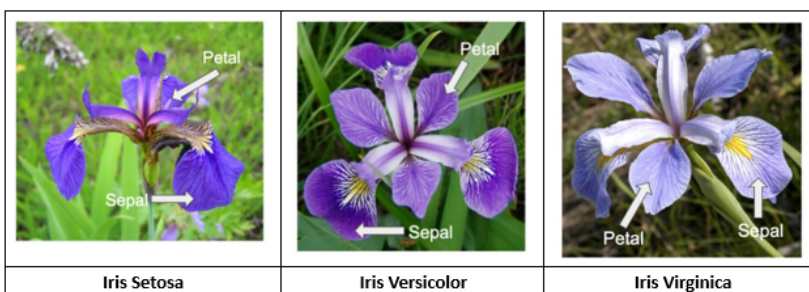 Petal
Sepal
Petal
Sepal
Petal
Sepal
Iris Setosa
Iris Versicolor
Iris Virginica